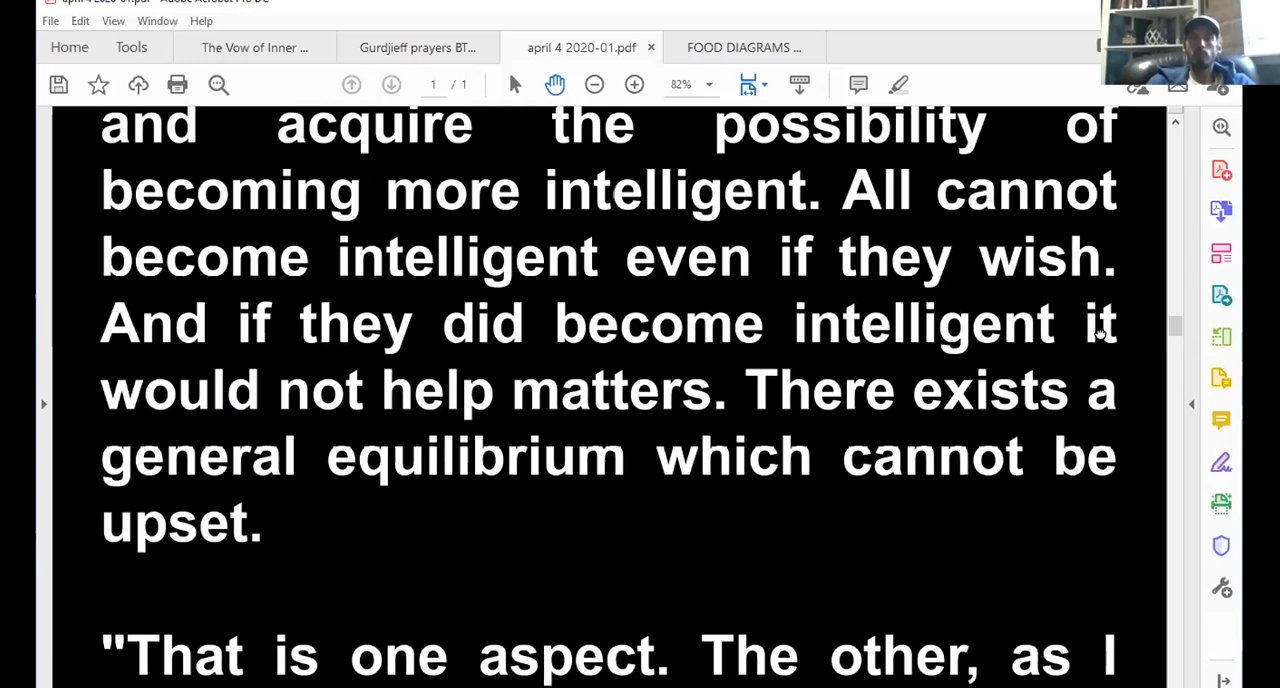 File Edit View Window Help
Home Tools The Vow of Inner ... Gurdjieff prayers BT... april 4 2020-01.pdf × FOOD DIAGRAMS ...
1 / 1 82%
and acquire the possibility of
becoming more intelligent. All cannot
become intelligent even if they wish.
And if they did become intelligent it
would not help matters. There exists a
general equilibrium which cannot be
upset.
"That is one aspect. The other, as I